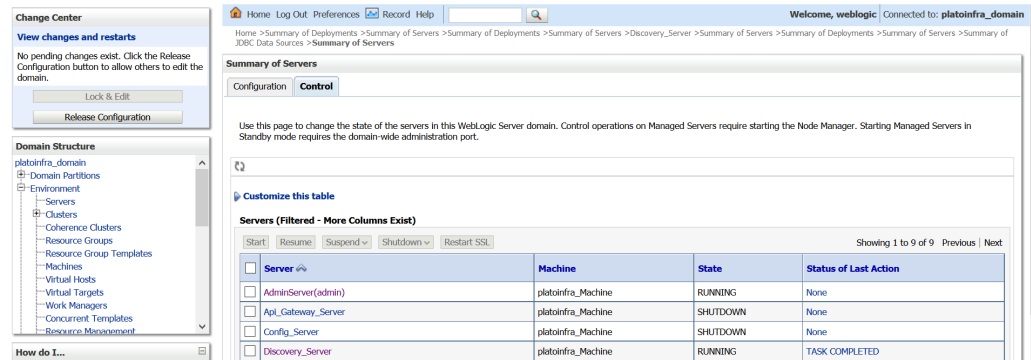 Change Center
View changes and restarts
No pending changes exist. Click the Release
Configuration button to allow others to edit the
domain.
Lock & Edit
Release Configuration
Domain Structure
platoinfra_domain
Domain Partitions
Environment
Servers
Clusters
Coherence Clusters
Resource Groups
Resource Group Templates
Machines
Virtual Hosts
Virtual Targets
Work Managers
Concurrent Templates
Resource Management
How do I...
Home Log Out Preferences Record Help
Welcome, weblogic Connected to: platoinfra_domain
Home >Summary of Deployments >Summary of Servers >Summary of Deployments >Summary of Servers >Discovery_Server >Summary of Servers >Summary of Deployments >Summary of Servers >Summary of
JDBC Data Sources >Summary of Servers
Summary of Servers
Configuration Control
Use this page to change the state of the servers in this WebLogic Server domain. Control operations on Managed Servers require starting the Node Manager. Starting Managed Servers in
Standby mode requires the domain-wide administration port.
Customize this table
Servers (Filtered - More Columns Exist)
Start Resume Suspend Shutdown Restart SSL Showing 1 to 9 of 9 Previous Next
Server Machine State Status of Last Action
AdminServer(admin) platoinfra_Machine RUNNING None
Api_Gateway_Server platoinfra_Machine SHUTDOWN None
Config_Server platoinfra_Machine SHUTDOWN None
Discovery_Server platoinfra_Machine RUNNING TASK COMPLETED